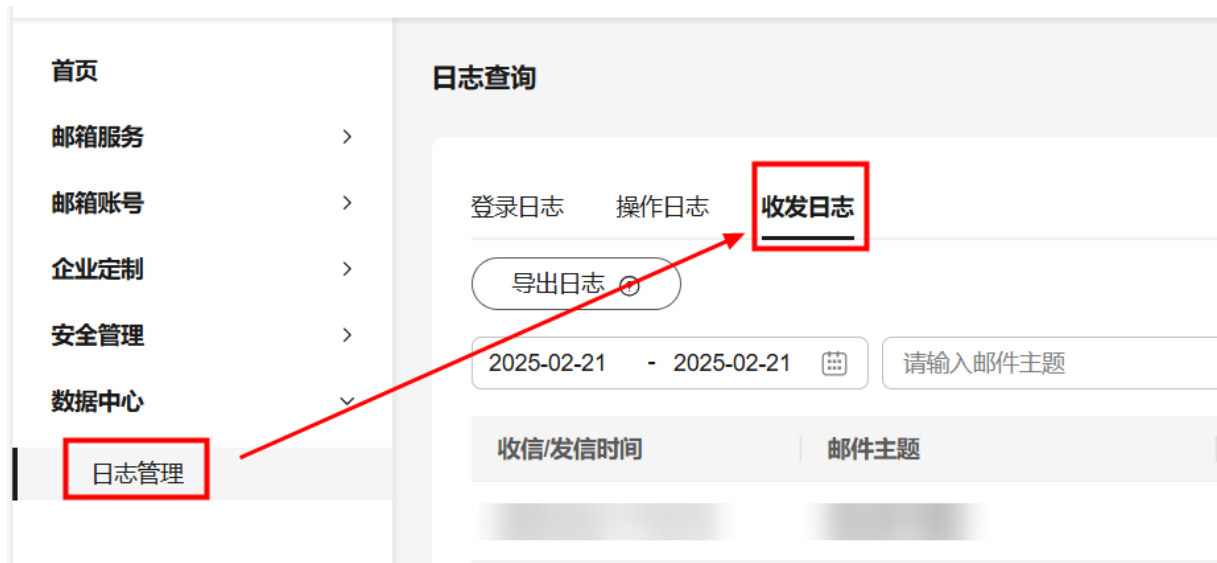 首页
邮箱服务
邮箱账号
企业定制
安全管理
数据中心
日志管理
日志查询
登录日志 操作日志 收发日志
导出日志
2025-02-21 - 2025-02-21 请输入邮件主题
收信/发信时间 邮件主题